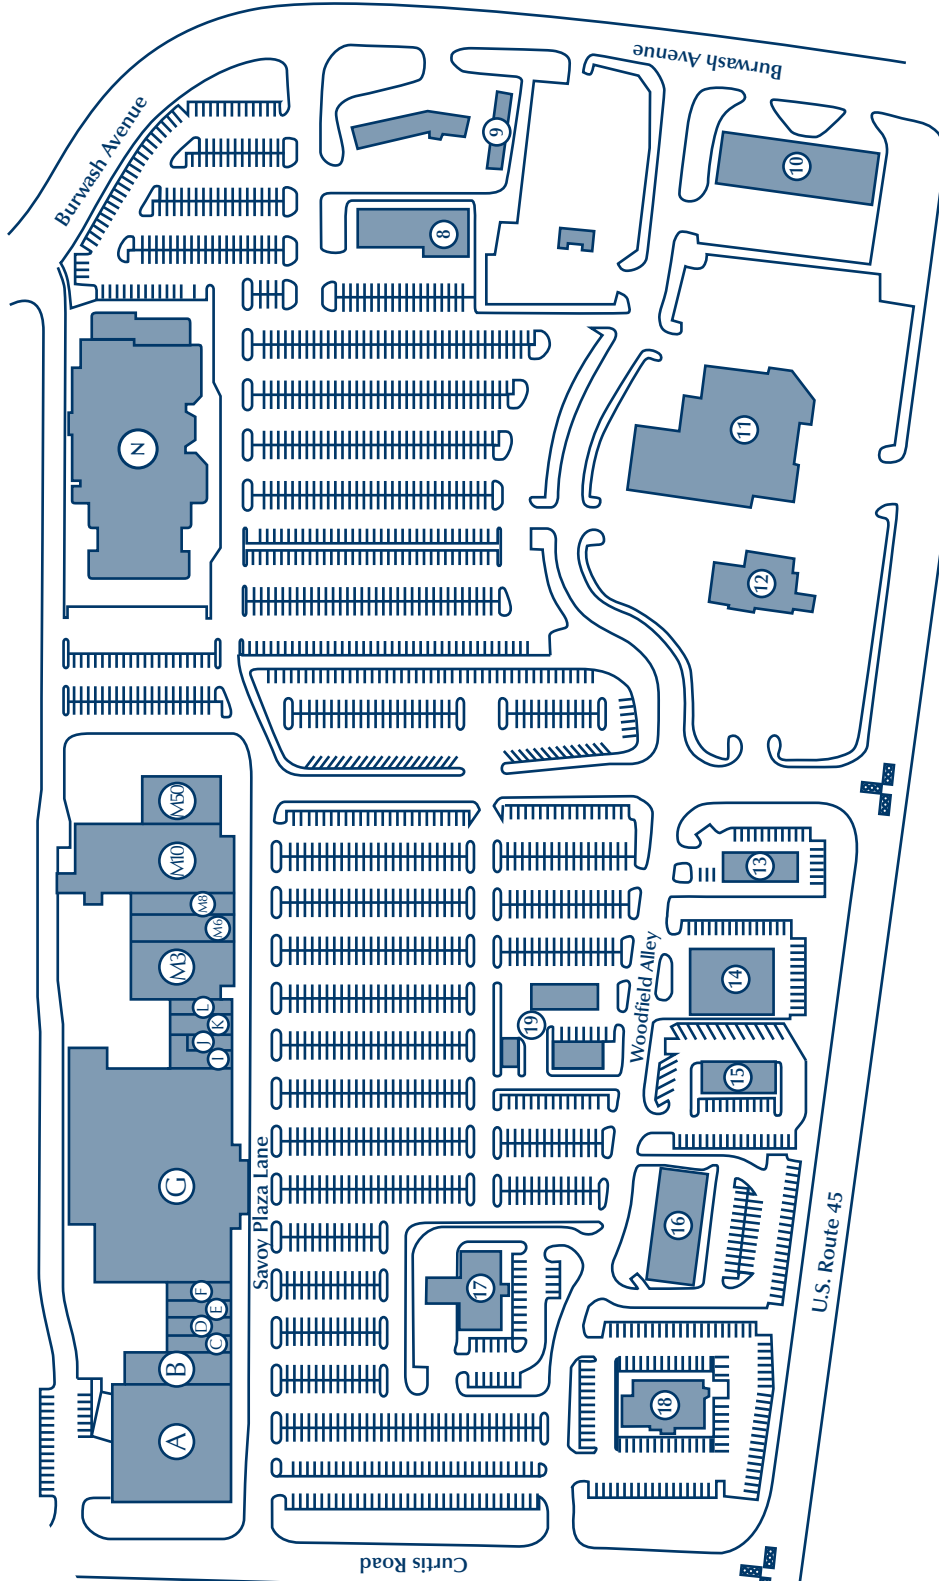 Burwash Avenue
Burwash Avenue
9
10
8
N
11
12
M50
M10
M8
M6
M3
L
K
J
I
G
F
E
D
C
B
A
13
14
19
Woodfield Alley
15
Savoy Plaza Lane
16
17
U.S. Route 45
18
Curtis Road